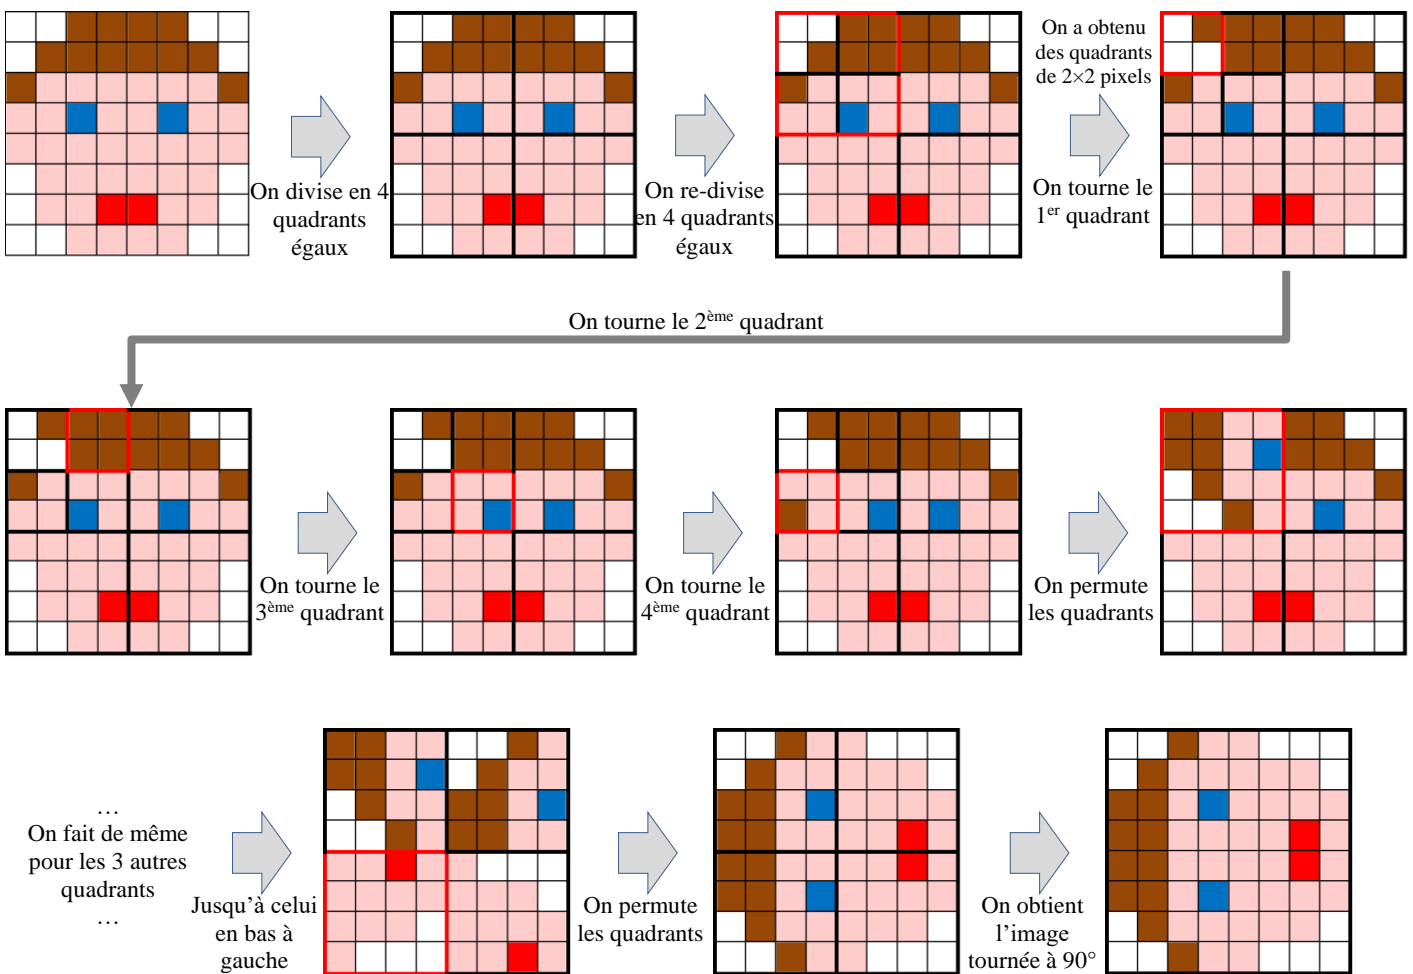 On divise en 4
quadrants
égaux
On re-divise
en 4 quadrants
égaux
On a obtenu
des quadrants
de 2×2 pixels
On tourne le
1er quadrant
On tourne le 2ème quadrant
On tourne le
3ème quadrant
On tourne le
4ème quadrant
On permute
les quadrants
…
On fait de même
pour les 3 autres
quadrants
…
Jusqu’à celui
en bas à
gauche
On permute
les quadrants
On obtient
l’image
tournée à 90°